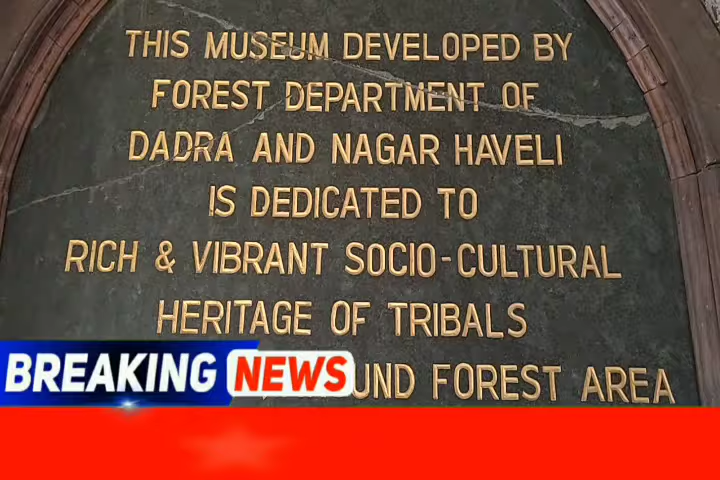 THIS MUSEUM DEVELOPED BY
FOREST DEPARTMENT OF
DADRA AND NAGAR HAVELI
IS DEDICATED TO
RICH & VIBRANT SOCIO-CULTURAL
HERITAGE OF TRIBALS
FOREST AREA
BREAKING NEWS